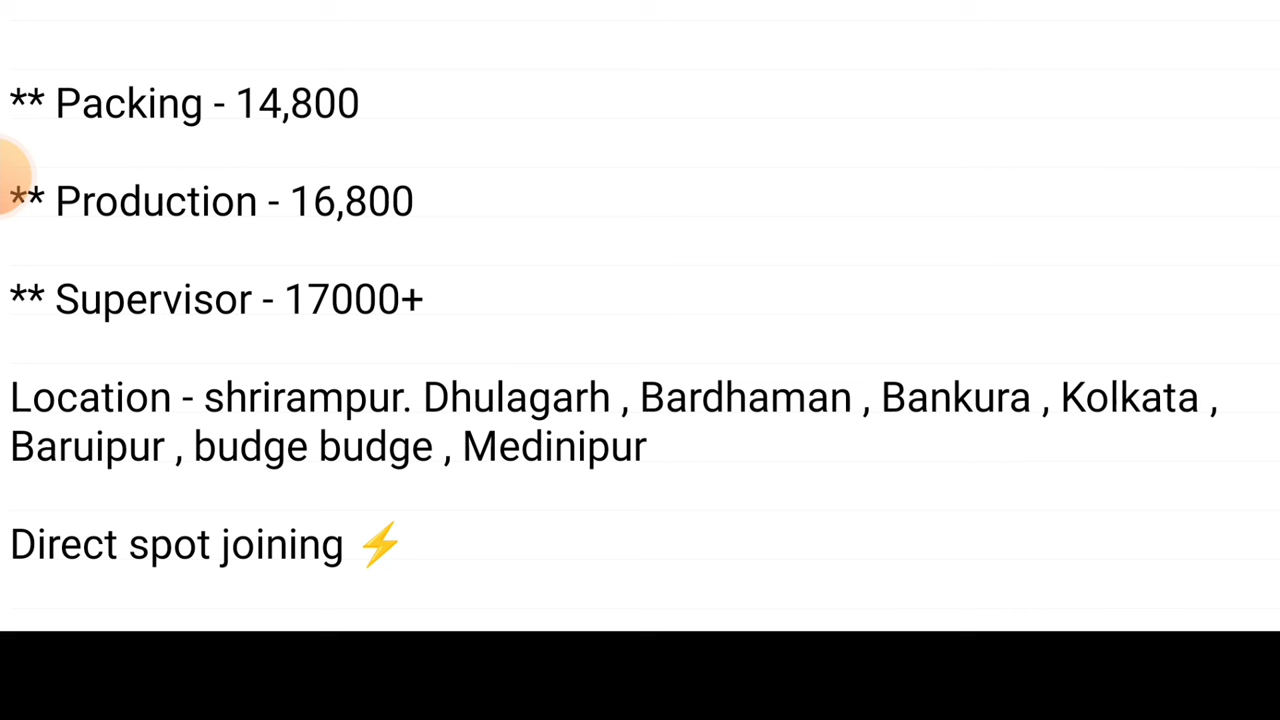 ** Packing - 14,800
** Production - 16,800
** Supervisor - 17000+
Location - shrirampur. Dhulagarh , Bardhaman , Bankura , Kolkata ,
Baruipur , budge budge , Medinipur
Direct spot joining ⚡